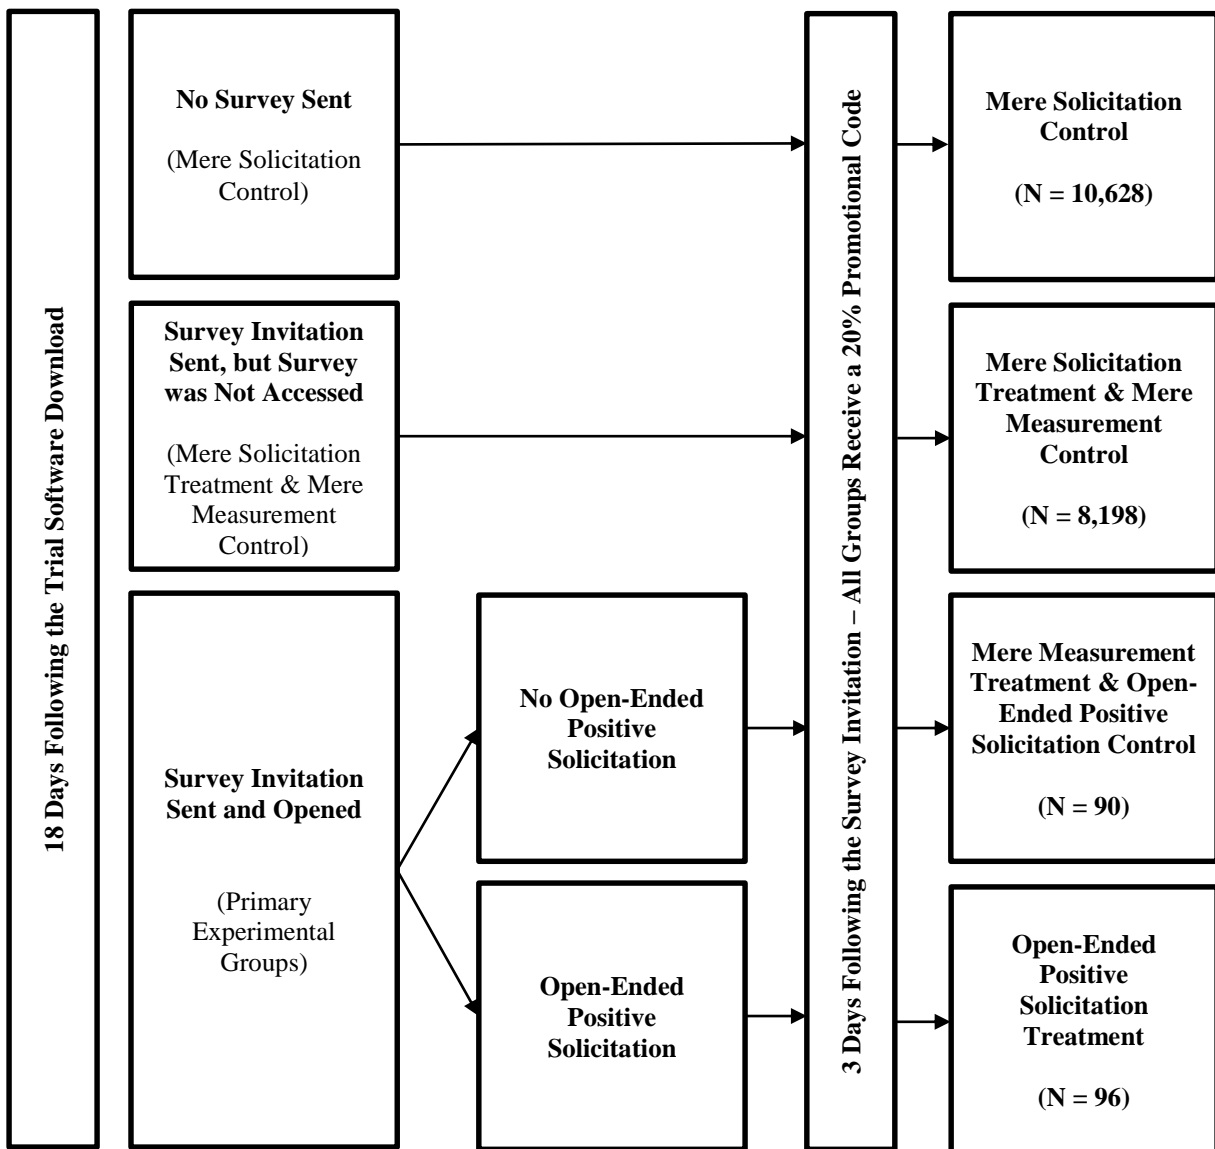 18 Days Following the Trial Software Download
No Survey Sent
(Mere Solicitation
Control)
Survey Invitation
Sent, but Survey
was Not Accessed
(Mere Solicitation
Treatment & Mere
Measurement
Control)
Survey Invitation
Sent and Opened
(Primary
Experimental
Groups)
No Open-Ended
Positive
Solicitation
Open-Ended
Positive
Solicitation
3 Days Following the Survey Invitation – All Groups Receive a 20% Promotional Code
Mere Solicitation
Control
(N = 10,628)
Mere Solicitation
Treatment & Mere
Measurement
Control
(N = 8,198)
Mere Measurement
Treatment & Open-
Ended Positive
Solicitation Control
(N = 90)
Open-Ended
Positive
Solicitation
Treatment
(N = 96)